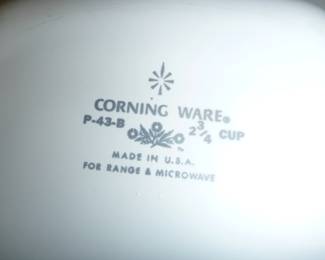 CORNING WARE®
P-43-B 2 3/4 CUP
MADE IN U.S.A.
FOR RANGE & MICROWAVE